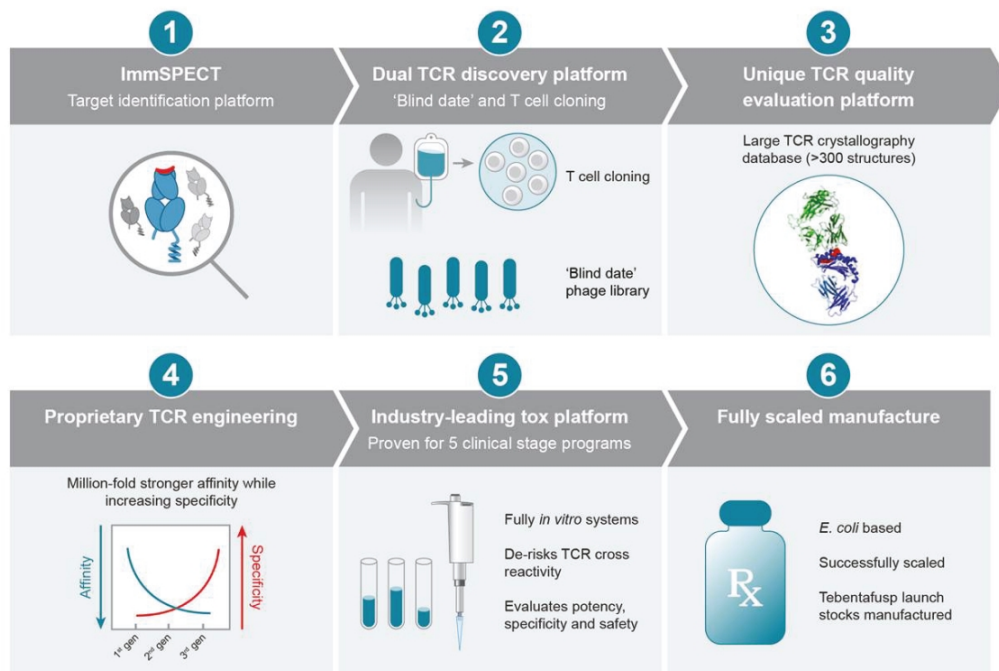 1
ImmSPECT
Target identification platform
2
Dual TCR discovery platform
‘Blind date’ and T cell cloning
T cell cloning
‘Blind date’
phage library
3
Unique TCR quality
evaluation platform
Large TCR crystallography
database (>300 structures)
4
Proprietary TCR engineering
Million-fold stronger affinity while
increasing specificity
Affinity
Specificity
1st gen
2nd gen
3rd gen
5
Industry-leading tox platform
Proven for 5 clinical stage programs
Fully in vitro systems
De-risks TCR cross
reactivity
Evaluates potency,
specificity and safety
6
Fully scaled manufacture
Rx
E. coli based
Successfully scaled
Tebentafusp launch
stocks manufactured